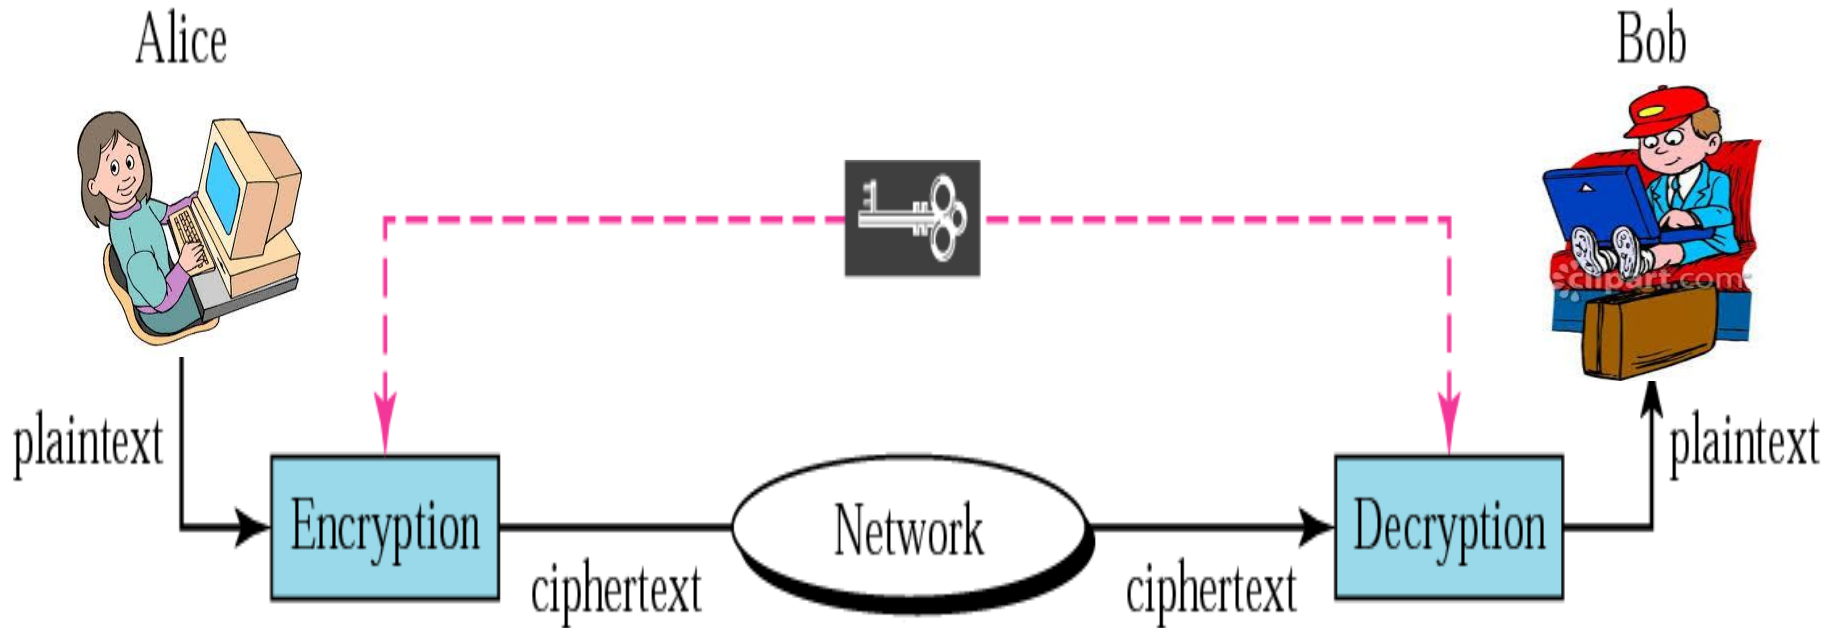 Alice
Bob
clipart.com
plaintext
plaintext
Encryption
Network
Decryption
ciphertext
ciphertext